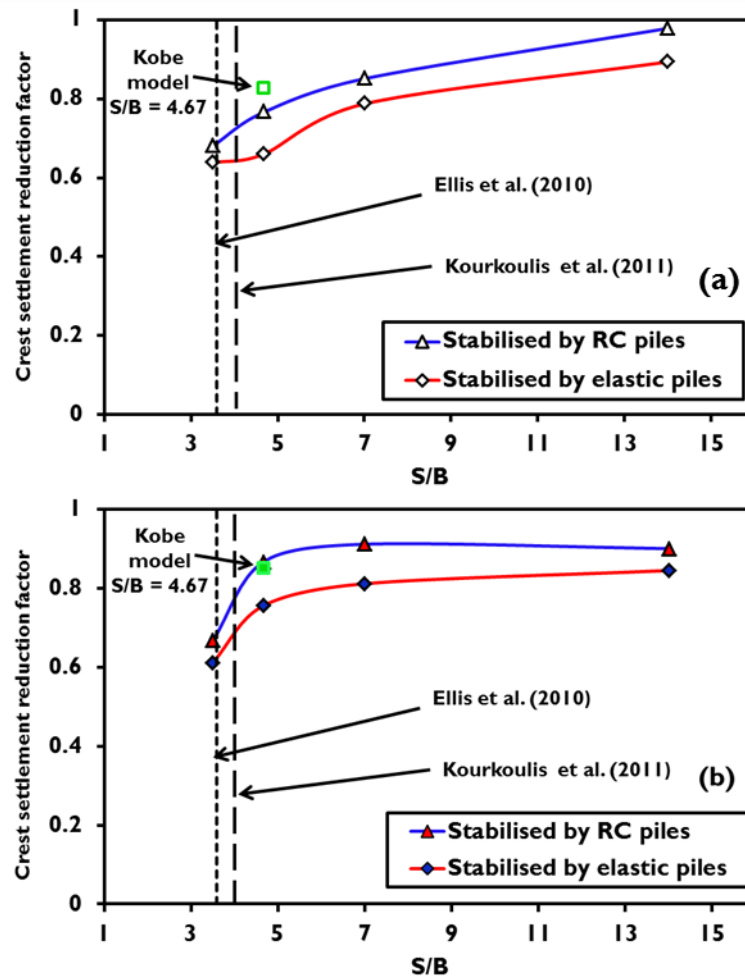 1
Kobe
model
S/B = 4.67
0.8
0.6
Ellis et al. (2010)
0.4
Kourkoulis et al. (2011)
(a)
0.2
Stabilised by RC piles
Stabilised by elastic piles
0
1 3 5 7 9 11 13 15
S/B
Crest settlement reduction factor
1
Kobe
model
S/B = 4.67
0.8
0.6
Ellis et al. (2010)
0.4
Kourkoulis et al. (2011)
(b)
0.2
Stabilised by RC piles
Stabilised by elastic piles
0
1 3 5 7 9 11 13 15
S/B
Crest settlement reduction factor